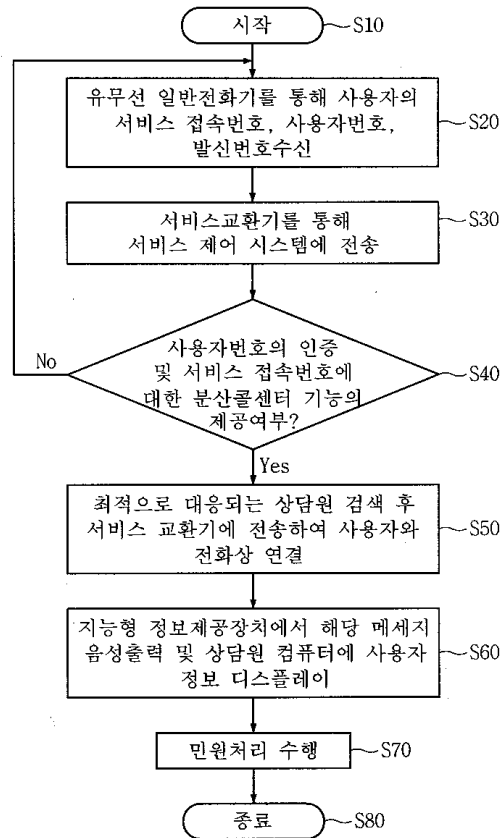 시작
S10
유무선 일반전화기를 통해 사용자의
서비스 접속번호, 사용자번호,
발신번호수신
S20
서비스교환기를 통해
서비스 제어 시스템에 전송
S30
사용자번호의 인증
및 서비스 접속번호에
대한 분산콜센터 기능의
제공여부?
S40
No
Yes
최적으로 대응되는 상담원 검색 후
서비스 교환기에 전송하여 사용자와
전화상 연결
S50
지능형 정보제공장치에서 해당 메세지
음성출력 및 상담원 컴퓨터에 사용자
정보 디스플레이
S60
민원처리 수행
S70
종료
S80